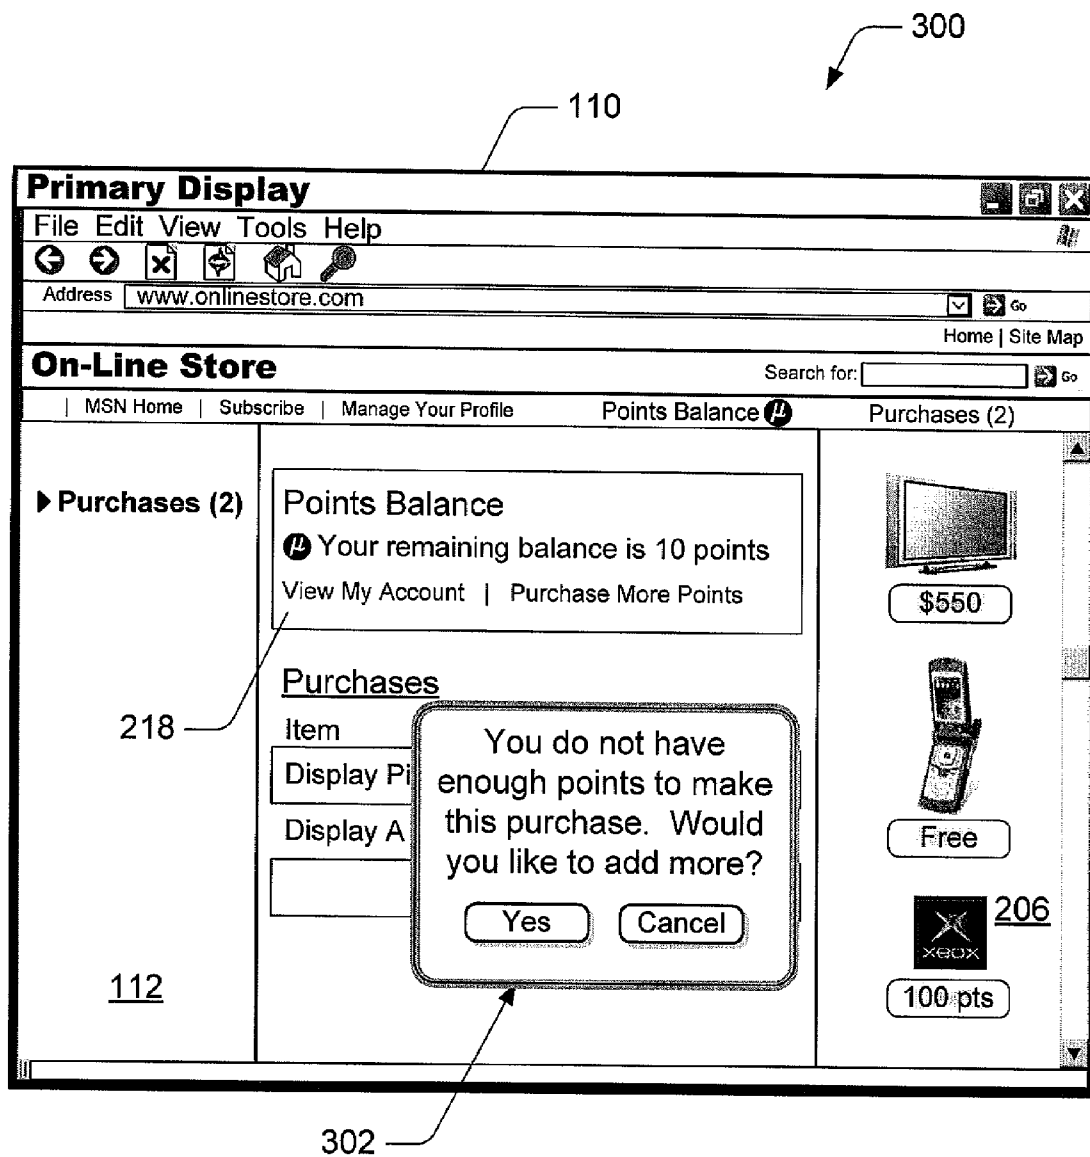 300
110
Primary Display
File Edit View Tools Help
Address www.onlinestore.com Go
Home | Site Map
On-Line Store Search for: Go
| MSN Home | Subscribe | Manage Your Profile Points Balance μ Purchases (2)
Purchases (2)
Points Balance
μ Your remaining balance is 10 points
View My Account | Purchase More Points
$550
218
Purchases
Item
Display Pi
Display A
You do not have
enough points to make
this purchase. Would
you like to add more?
Yes Cancel
Free
206
XBOX
100 pts
112
302